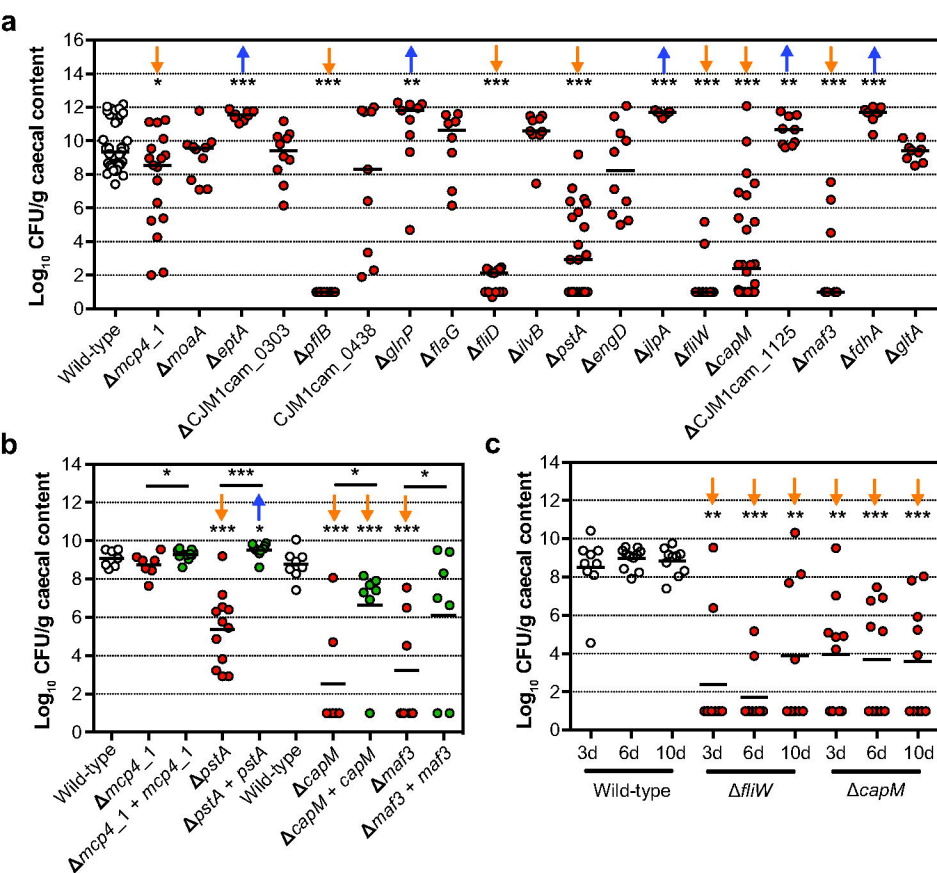 a
Log₁₀ CFU/g caecal content
16
14
12
10
8
6
4
2
0
* *** *** ** *** *** *** *** *** ** *** ***
Wild-type
Δmcp4_1
ΔmoaA
ΔeptA
ΔCJM1cam_0303
ΔpflB
CJM1cam_0438
ΔglnP
ΔflaG
ΔfliD
ΔilvB
ΔpstA
ΔengD
ΔjlpA
ΔfliW
ΔcapM
ΔCJM1cam_1125
Δmaf3
ΔfdhA
ΔgltA
b
Log₁₀ CFU/g caecal content
14
12
10
8
6
4
2
0
* *** * *
*** * *** *** ***
Wild-type
Δmcp4_1
Δmcp4_1 + mcp4_1
ΔpstA
ΔpstA + pstA
Wild-type
ΔcapM
ΔcapM + capM
Δmaf3
Δmaf3 + maf3
c
Log₁₀ CFU/g caecal content
14
12
10
8
6
4
2
0
** *** ** ** *** ***
3d 6d 10d 3d 6d 10d 3d 6d 10d
Wild-type ΔfliW ΔcapM